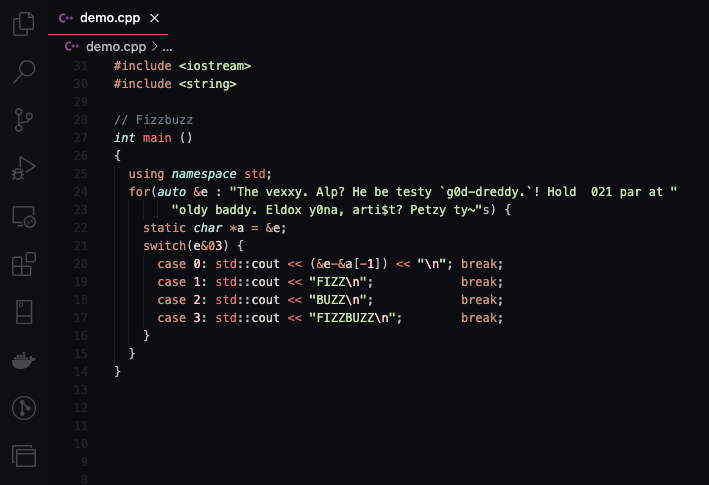 C++ demo.cpp ×
C++ demo.cpp > ...
31 #include <iostream>
30 #include <string>
29
28 // Fizzbuzz
27 int main ()
26 {
25   using namespace std;
24   for(auto &e : "The vexxy. Alp? He be testy `g0d-dreddy.`! Hold  021 par at "
23         "oldy baddy. Eldox y0na, arti$t? Petzy ty~"s) {
22     static char *a = &e;
21     switch(e&03) {
20       case 0: std::cout << (&e-&a[-1]) << "\n"; break;
19       case 1: std::cout << "FIZZ\n";            break;
18       case 2: std::cout << "BUZZ\n";            break;
17       case 3: std::cout << "FIZZBUZZ\n";        break;
16     }
15   }
14 }
13
12
11
10
9
8